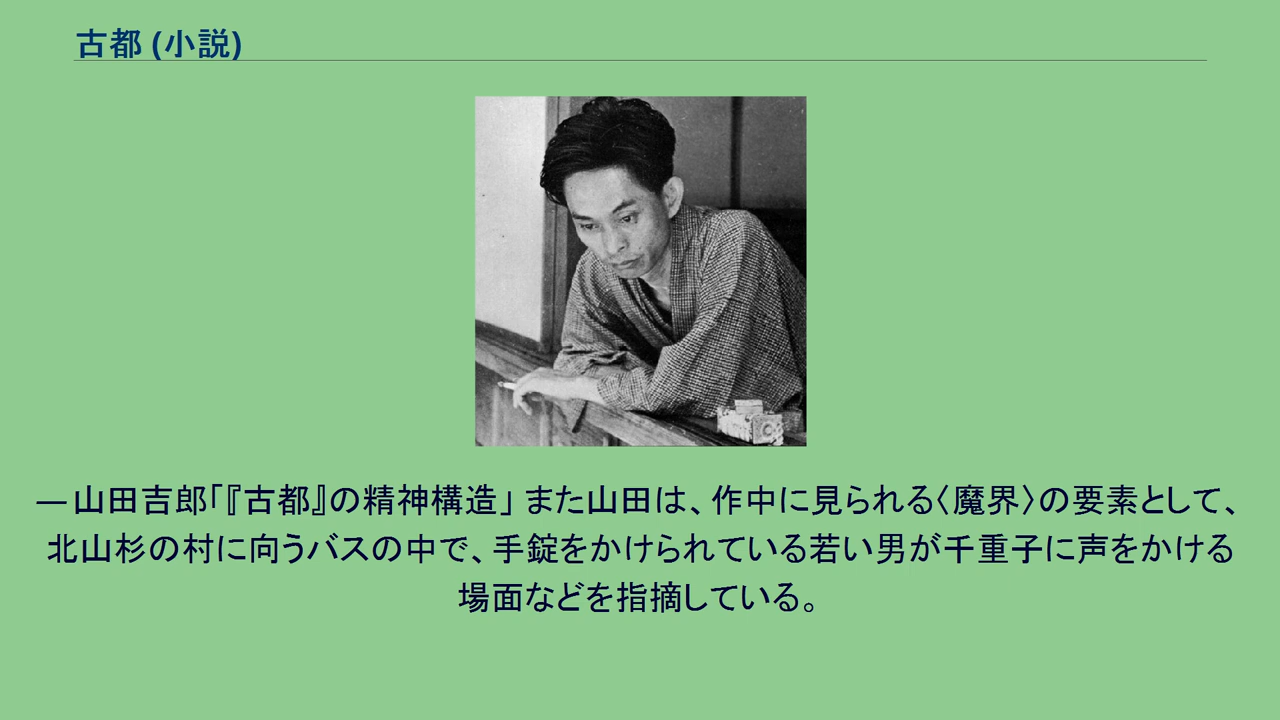 古都 (小説)
― 山田吉郎「『古都』の精神構造」 また山田は、作中に見られる〈魔界〉の要素として、
北山杉の村に向うバスの中で、手錠をかけられている若い男が千重子に声をかける
場面などを指摘している。